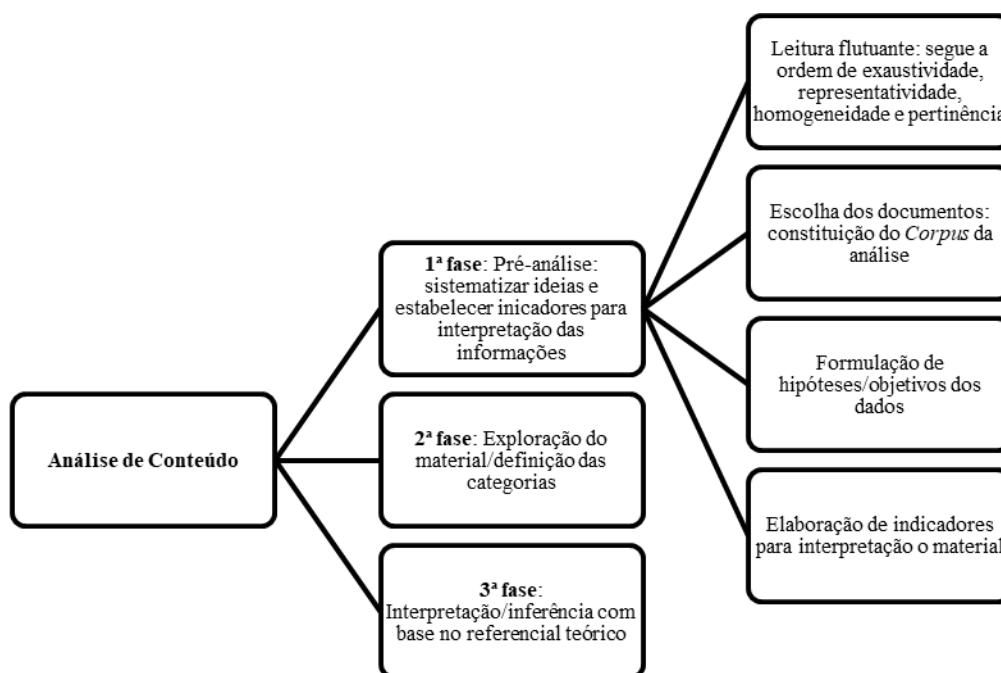 Análise de Conteúdo
1ª fase: Pré-análise:
sistematizar ideias e
estabelecer inicadores para
interpretação das
informações
2ª fase: Exploração do
material/definição das
categorias
3ª fase:
Interpretação/inferência com
base no referencial teórico
Leitura flutuante: segue a
ordem de exaustividade,
representatividade,
homogeneidade e pertinência
Escolha dos documentos:
constituição do Corpus da
análise
Formulação de
hipóteses/objetivos dos
dados
Elaboração de indicadores
para interpretação o material